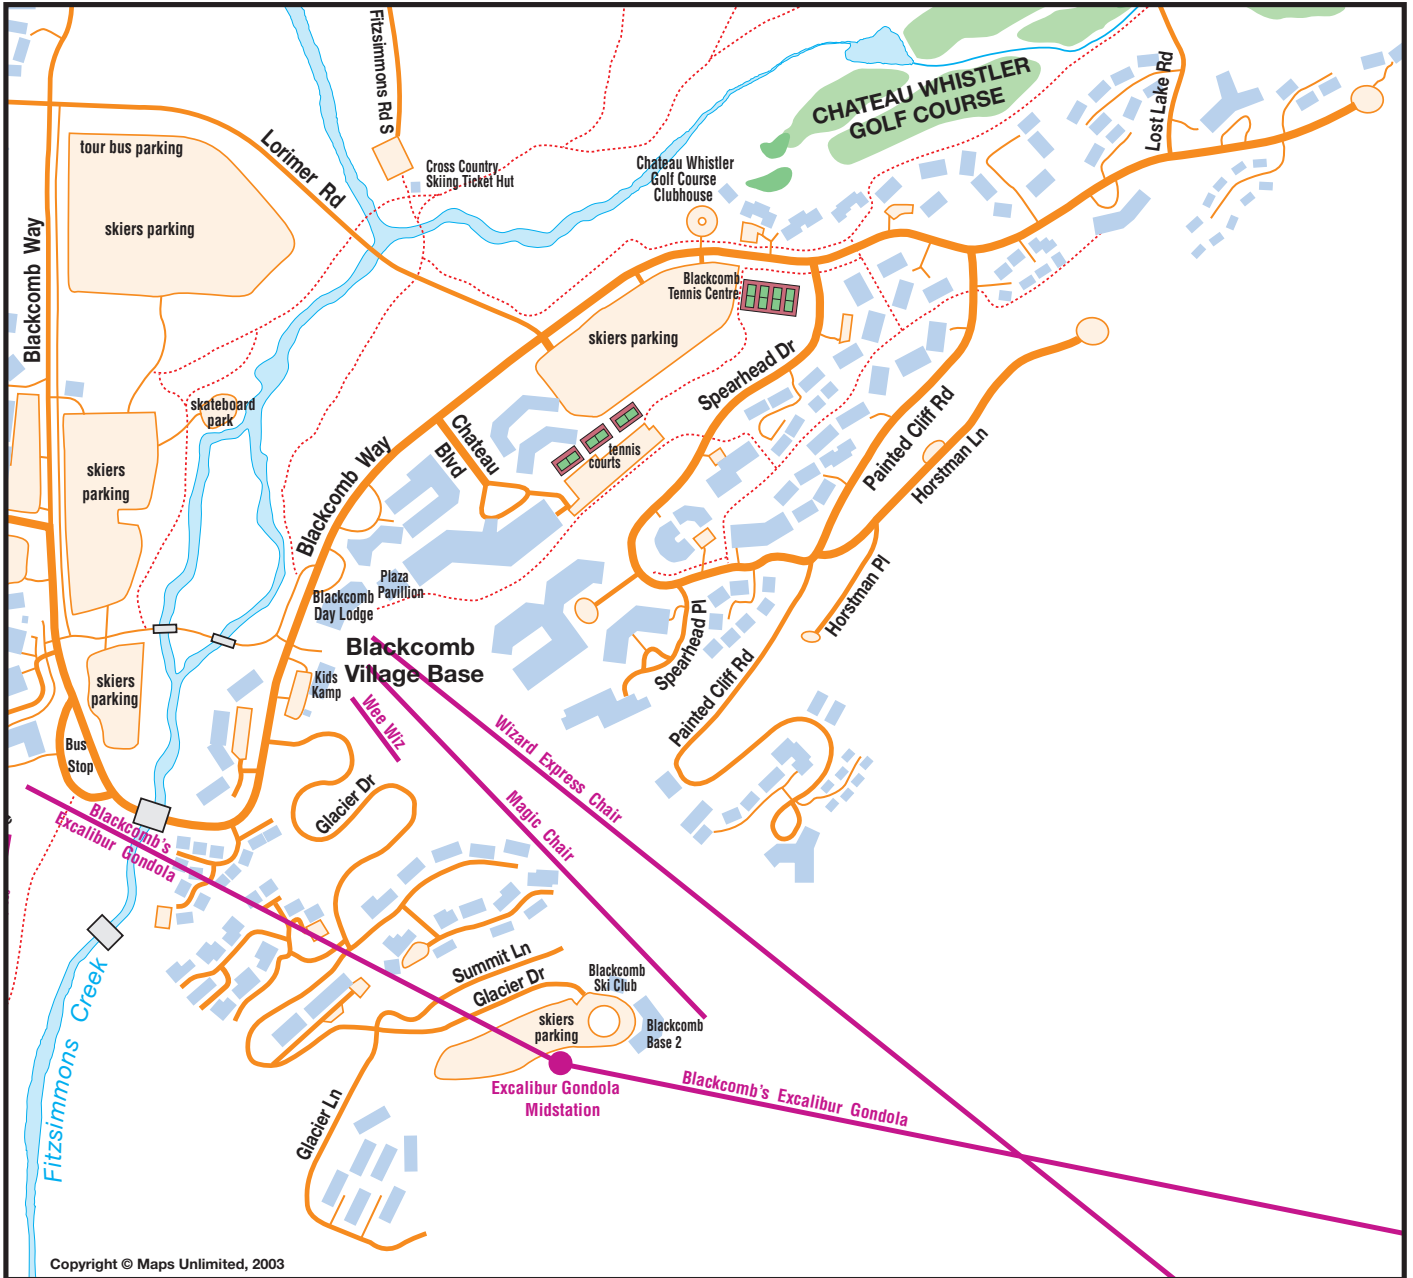 Fitzsimmons Rd S
Lost Lake Rd
CHATEAU WHISTLER
GOLF COURSE
tour bus parking
Lorimer Rd
Cross Country
Skiing.Ticket Hut
Chateau Whistler
Golf Course
Clubhouse
skiers parking
Blackcomb Way
Blackcomb
Tennis Centre
skiers parking
Spearhead Dr
skateboard
park
Chateau
Blvd
tennis
courts
Painted Cliff Rd
Horstman Ln
skiers
parking
Blackcomb Way
Plaza
Pavillion
Blackcomb
Day Lodge
Horstman Pl
Spearhead Pl
Blackcomb
Village Base
Kids
Kamp
skiers
parking
Painted Cliff Rd
Wee Wiz
Wizard Express Chair
Bus
Stop
Glacier Dr
Magic Chair
Blackcomb's
Excalibur Gondola
Summit Ln
Glacier Dr
Blackcomb
Ski Club
skiers
parking
Blackcomb
Base 2
Fitzsimmons Creek
Excalibur Gondola
Midstation
Blackcomb's Excalibur Gondola
Glacier Ln
Copyright © Maps Unlimited, 2003